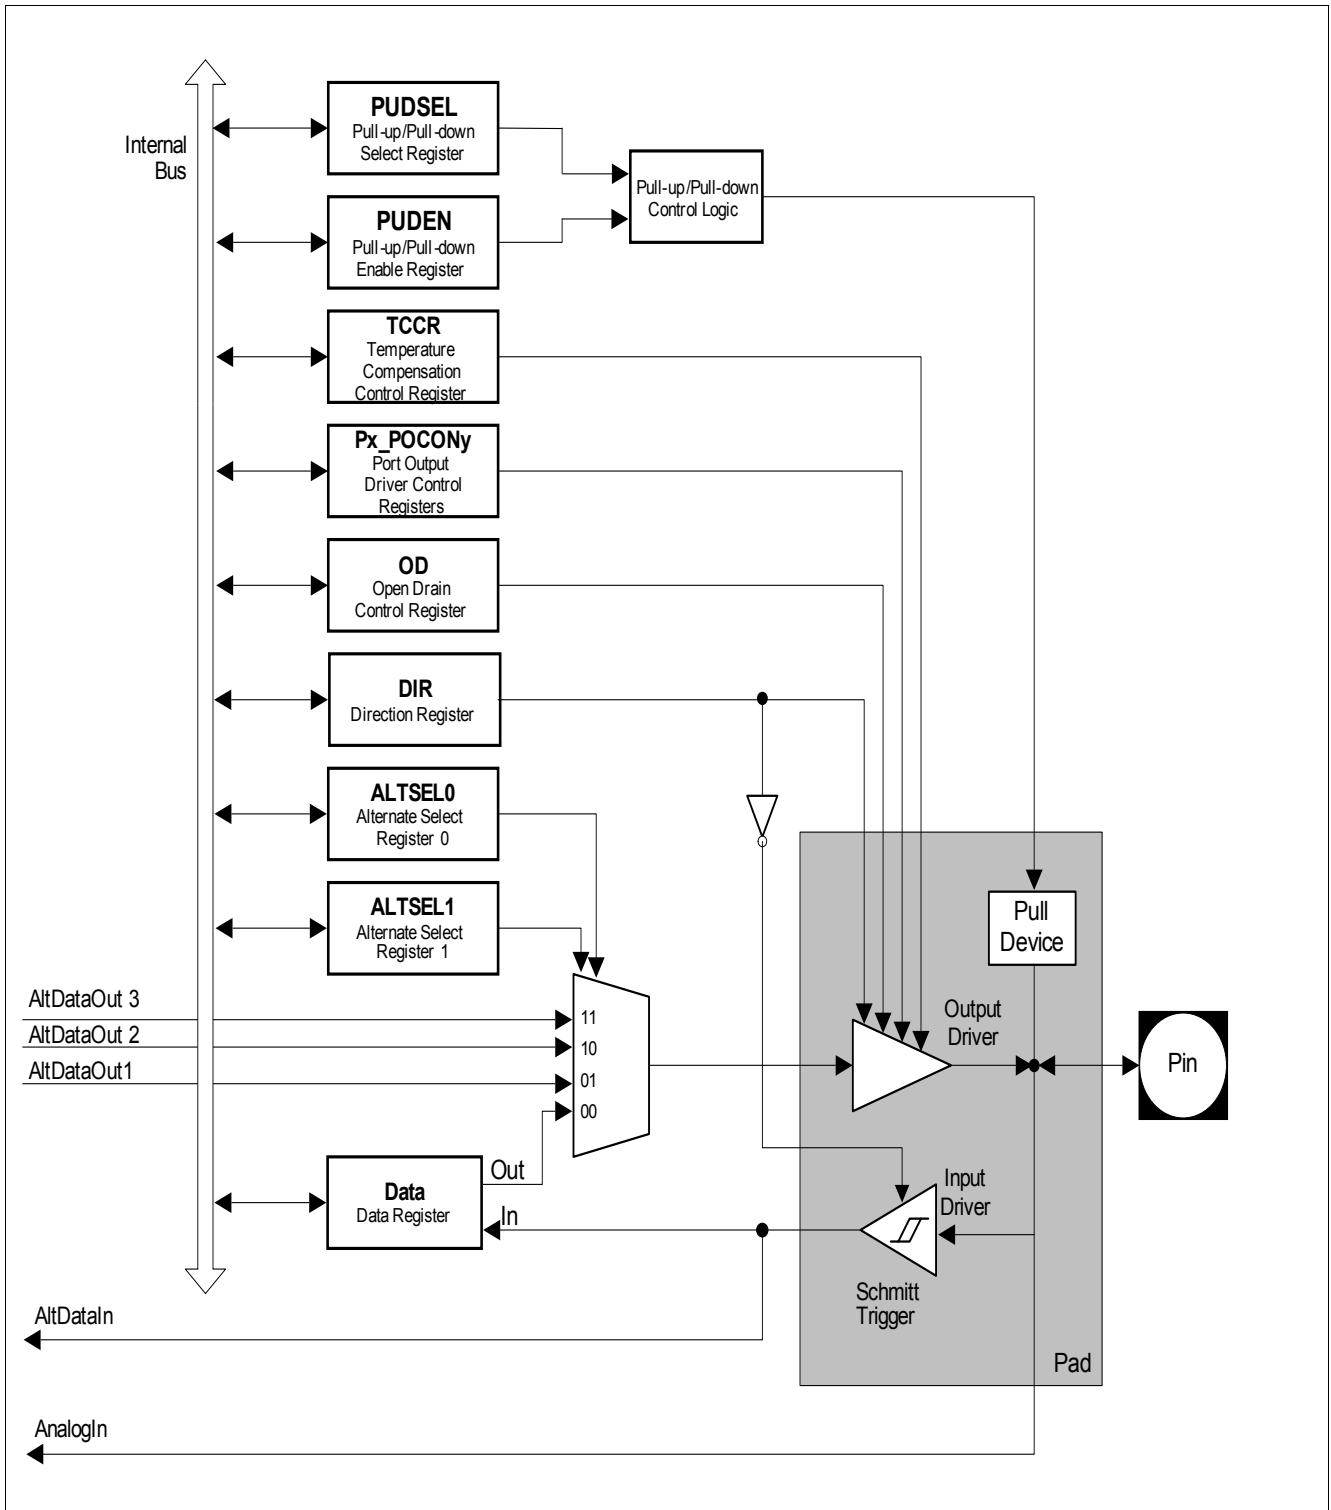 Internal
Bus
PUDSEL
Pull-up/Pull-down
Select Register
PUDEN
Pull-up/Pull-down
Enable Register
Pull-up/Pull-down
Control Logic
TCCR
Temperature
Compensation
Control Register
Px_POCONy
Port Output
Driver Control
Registers
OD
Open Drain
Control Register
DIR
Direction Register
ALTSEL0
Alternate Select
Register 0
ALTSEL1
Alternate Select
Register 1
Pull
Device
AltDataOut 3
AltDataOut 2
AltDataOut1
11
10
01
00
Output
Driver
Pin
Out
In
Data
Data Register
Input
Driver
Schmitt
Trigger
Pad
AltDataIn
AnalogIn